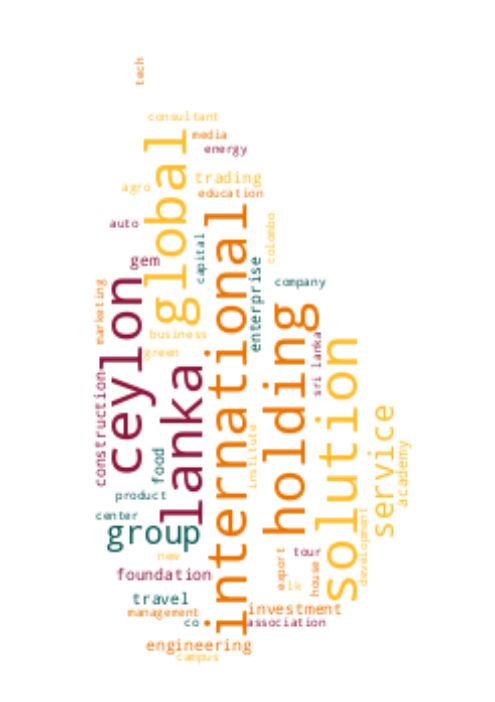 tech
consultant
media
energy
global
trading
agro
education
auto
colombo
capital
gem
enterprise
company
international
ceylon
marketing
holding
business
green
sri lanka
solution
lanka
construction
service
institute
academy
food
product
center
group
development
new
export
tour
foundation
house
lk
travel
management
investment
co
association
engineering
campus